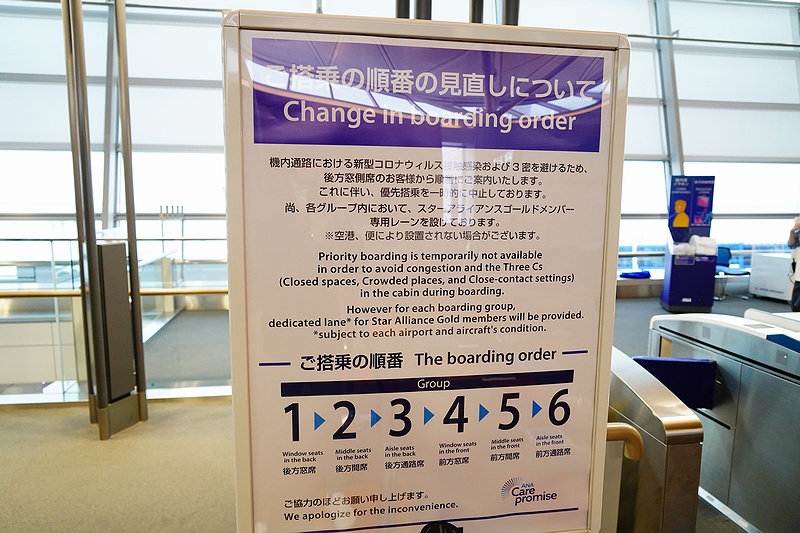 ご搭乗の順番の見直しについて
Change in boarding order
機内通路における新型コロナウィルス接触感染および3密を避けるため、
後方窓側席のお客様から順番にご案内いたします。
これに伴い、優先搭乗を一時的に中止しております。
尚、各グループ内において、スターアライアンスゴールドメンバー
専用レーンを設けております。
※空港、便により設置されない場合がございます。
Priority boarding is temporarily not available
in order to avoid congestion and the Three Cs
(Closed spaces, Crowded places, and Close-contact settings)
in the cabin during boarding.
However for each boarding group,
dedicated lane* for Star Alliance Gold members will be provided.
*subject to each airport and aircraft's condition.
ご搭乗の順番 The boarding order
Group
1 2 3 4 5 6
Window seats in the back
後方窓席
Middle seats in the back
後方間席
Aisle seats in the back
後方通路席
Window seats in the front
前方窓席
Middle seats in the front
前方間席
Aisle seats in the front
前方通路席
ご協力のほどお願い申し上げます。
We apologize for the inconvenience.
ANA
Care
promise